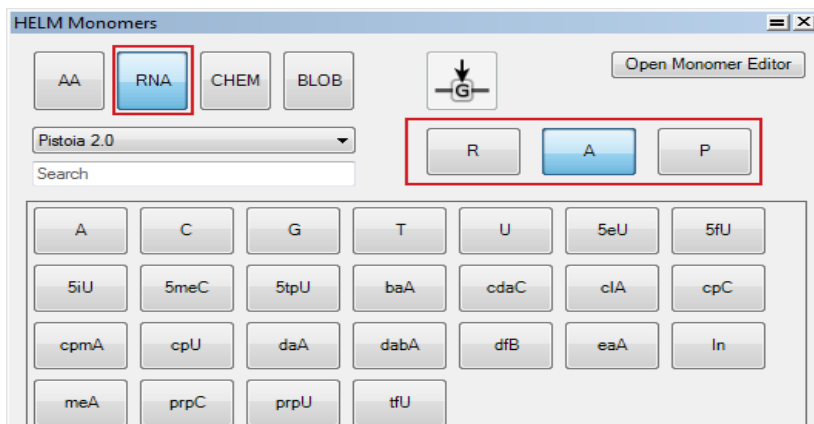 HELM Monomers
AA RNA CHEM BLOB G Open Monomer Editor
Pistoia 2.0
R A P
Search
A C G T U 5eU 5fU
5iU 5meC 5tpU baA cdaC clA cpC
cpmA cpU daA dabA dfB eaA In
meA prpC prpU tfU